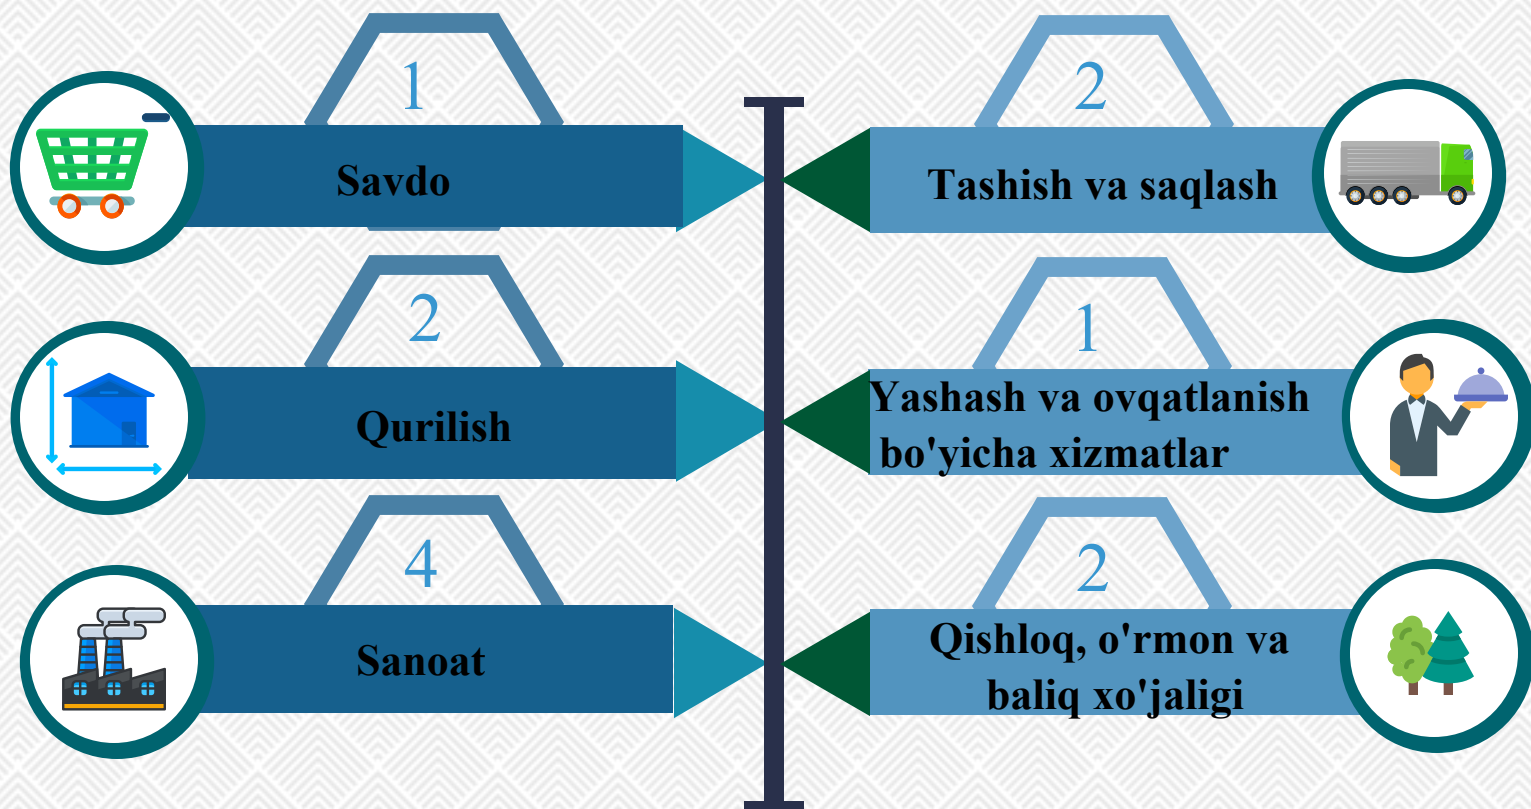 1
Savdo
2
Qurilish
4
Sanoat
2
Tashish va saqlash
1
Yashash va ovqatlanish
bo'yicha xizmatlar
2
Qishloq, o'rmon va
baliq xo'jaligi